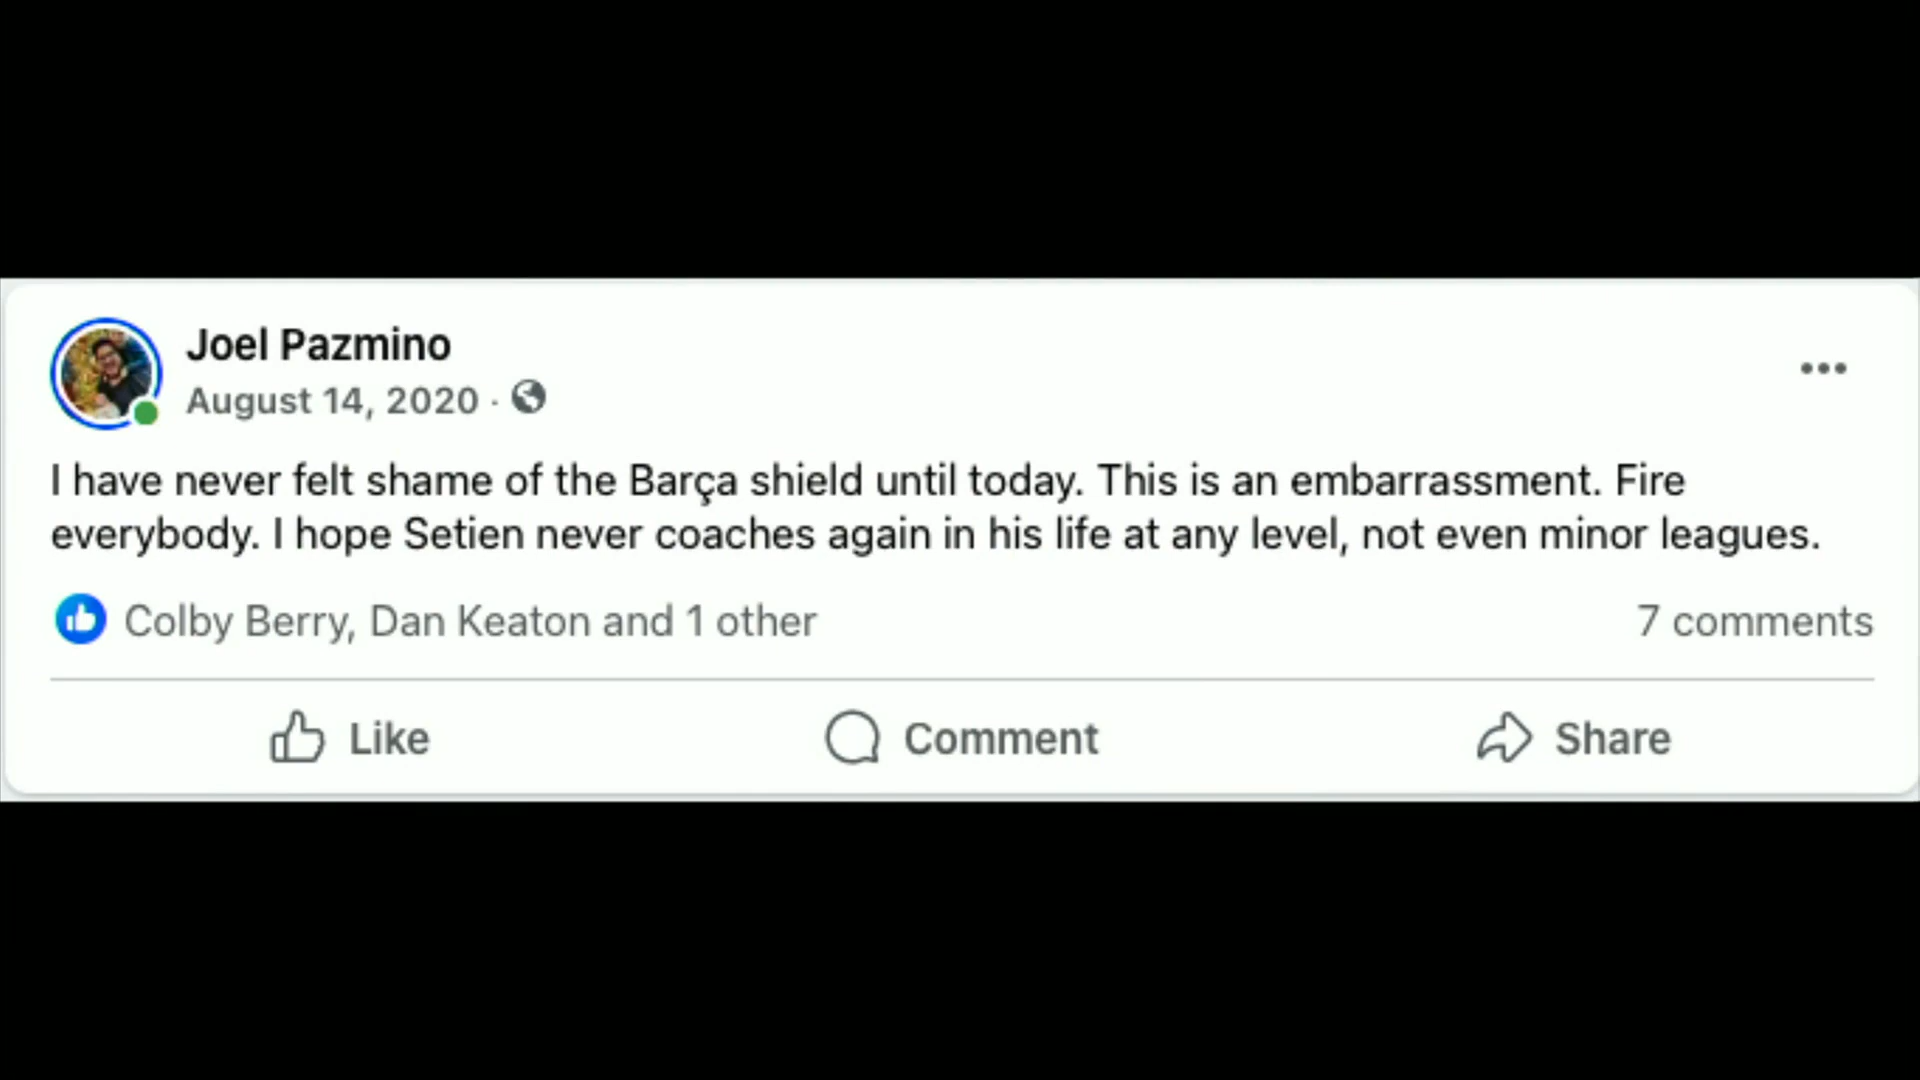 Joel Pazmino
August 14, 2020 ·
I have never felt shame of the Barça shield until today. This is an embarrassment. Fire
everybody. I hope Setien never coaches again in his life at any level, not even minor leagues.
Colby Berry, Dan Keaton and 1 other
7 comments
Like
Comment
Share